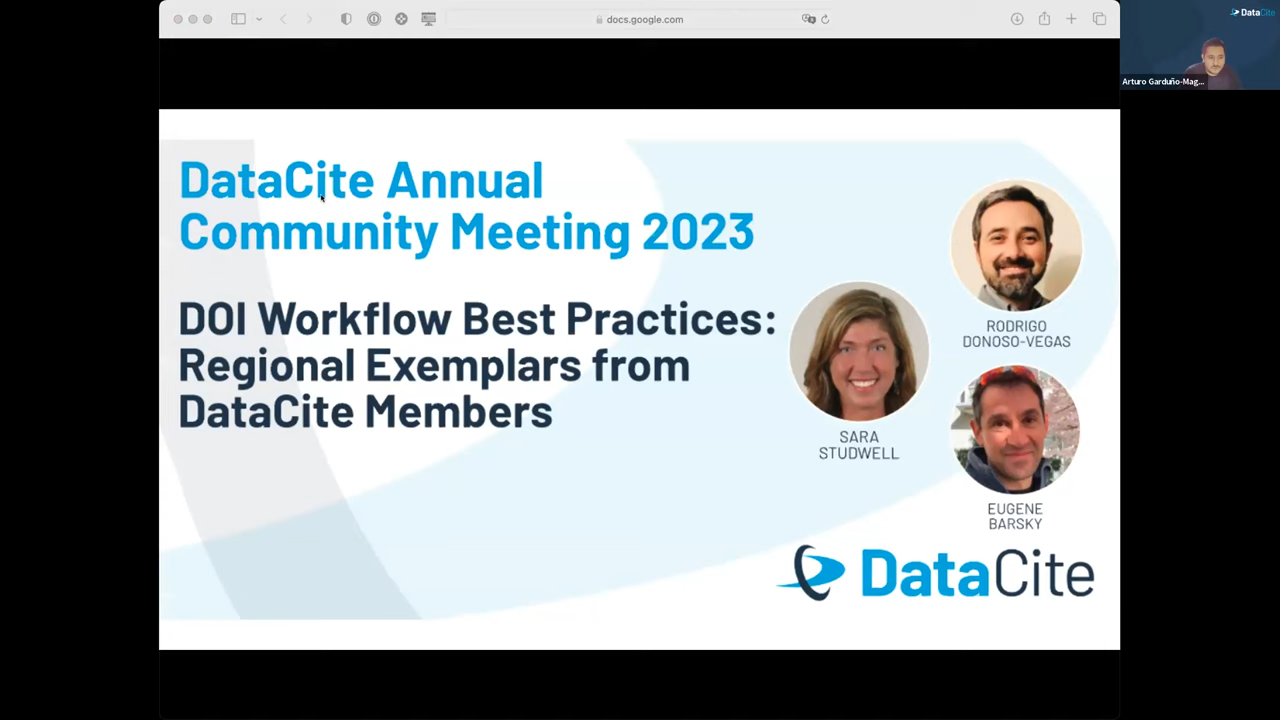 docs.google.com
DataCite
Arturo Garduño-Mag...
DataCite Annual
Community Meeting 2023
DOI Workflow Best Practices:
Regional Exemplars from
DataCite Members
RODRIGO
DONOSO-VEGAS
SARA
STUDWELL
EUGENE
BARSKY
DataCite